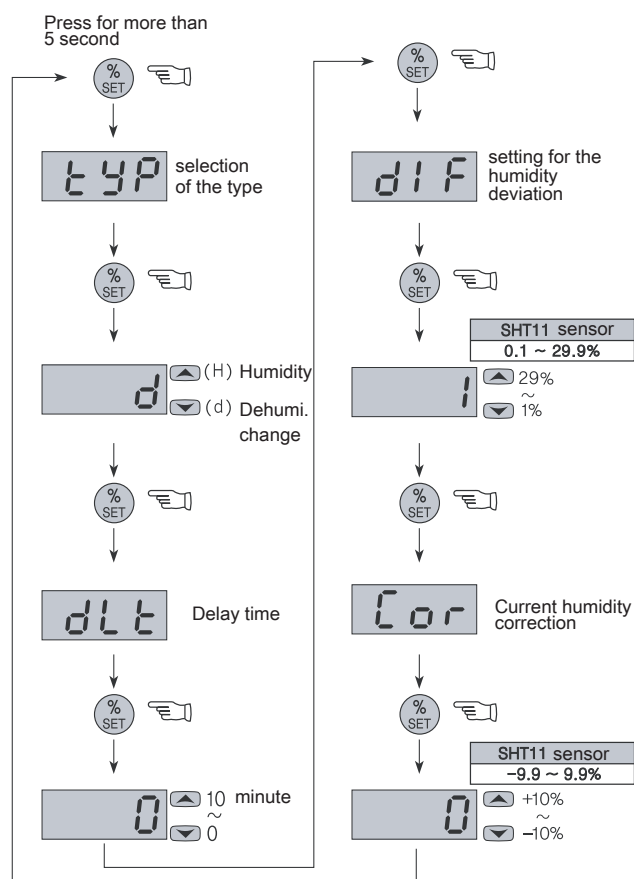 Press for more than
5 second
%
SET
tYP
selection
of the type
%
SET
d
(H) Humidity
(d) Dehumi.
change
%
SET
dLt
Delay time
%
SET
0
10 minute
~
0
%
SET
dIF
setting for the
humidity
deviation
%
SET
SHT11 sensor
0.1 ~ 29.9%
1
29%
~
1%
%
SET
Cor
Current humidity
correction
%
SET
SHT11 sensor
−9.9 ~ 9.9%
0
+10%
~
−10%